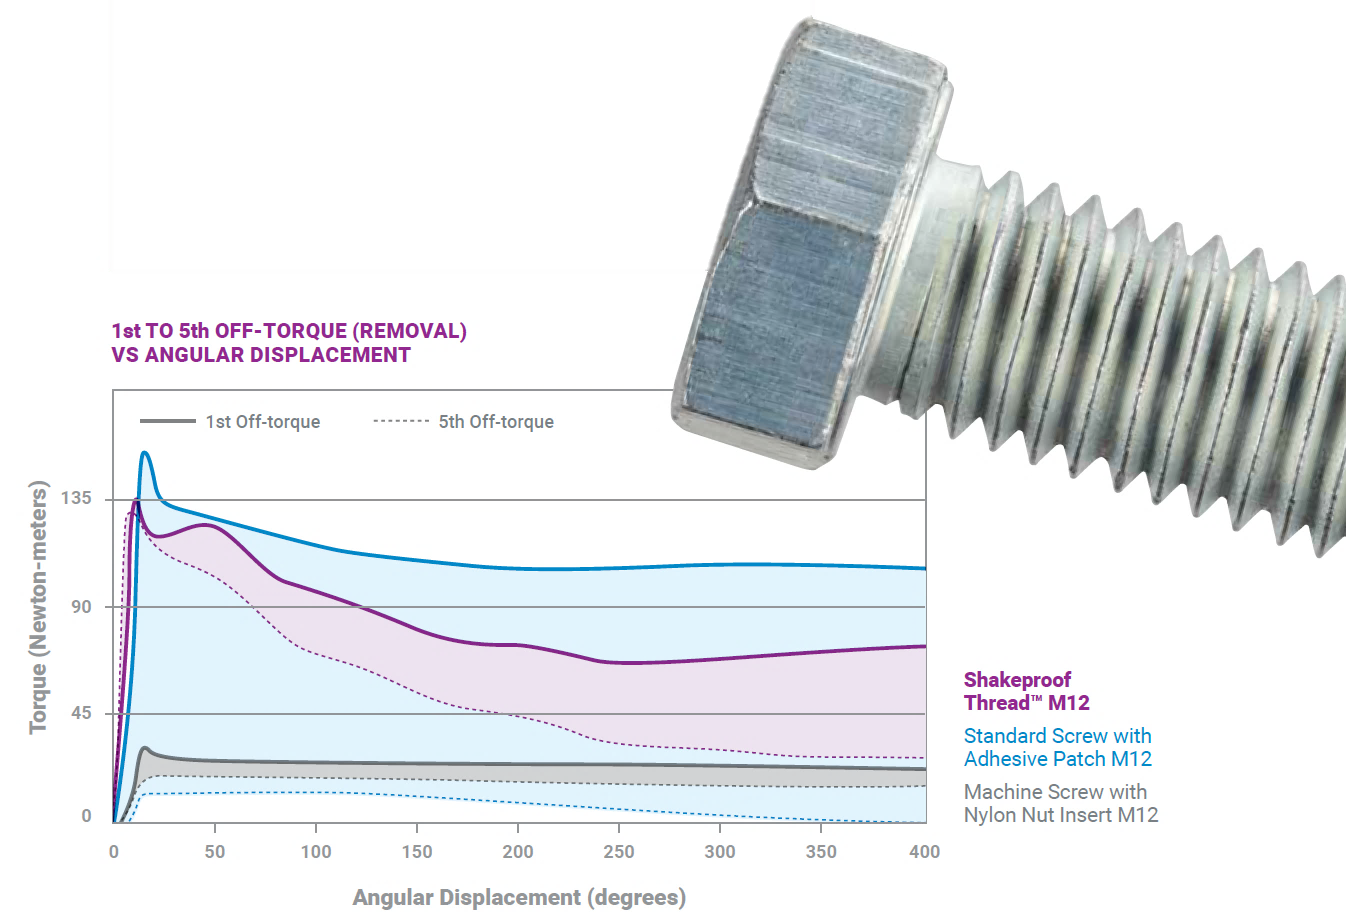 1st TO 5th OFF-TORQUE (REMOVAL)
VS ANGULAR DISPLACEMENT
1st Off-torque
5th Off-torque
Torque (Newton-meters)
135
90
45
0
0
50
100
150
200
250
300
350
400
Angular Displacement (degrees)
Shakeproof
Thread™ M12
Standard Screw with
Adhesive Patch M12
Machine Screw with
Nylon Nut Insert M12